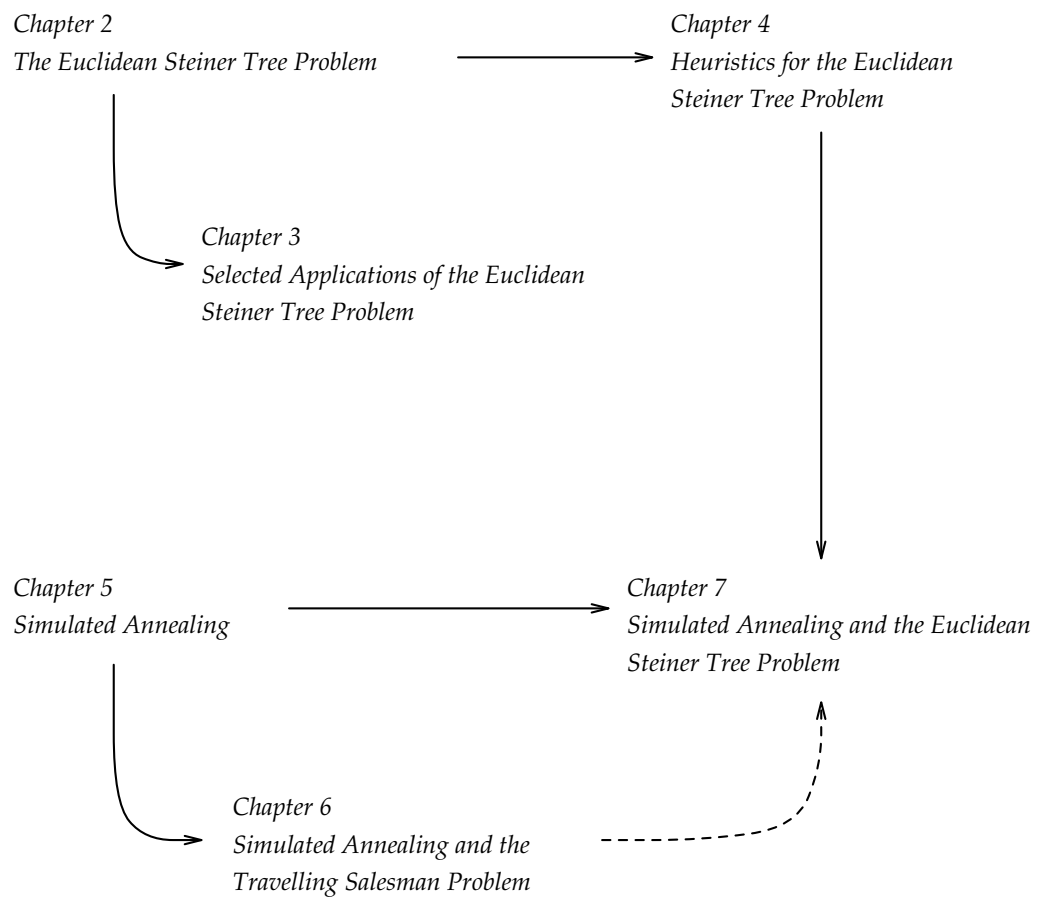 Chapter 2
The Euclidean Steiner Tree Problem
Chapter 4
Heuristics for the Euclidean
Steiner Tree Problem
Chapter 3
Selected Applications of the Euclidean
Steiner Tree Problem
Chapter 5
Simulated Annealing
Chapter 7
Simulated Annealing and the Euclidean
Steiner Tree Problem
Chapter 6
Simulated Annealing and the
Travelling Salesman Problem